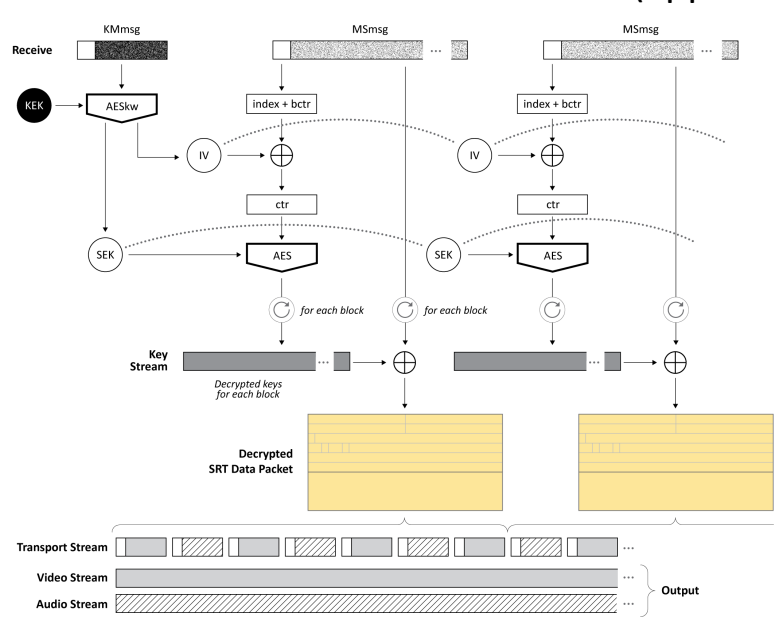 KMmsg
MSmsg
MSmsg
Receive
...
...
KEK
AESkw
index + bctr
index + bctr
IV
IV
ctr
ctr
SEK
AES
SEK
AES
for each block
for each block
Key
Stream
...
...
Decrypted keys
for each block
Decrypted
SRT Data Packet
Transport Stream
...
Video Stream
...
Output
Audio Stream
...